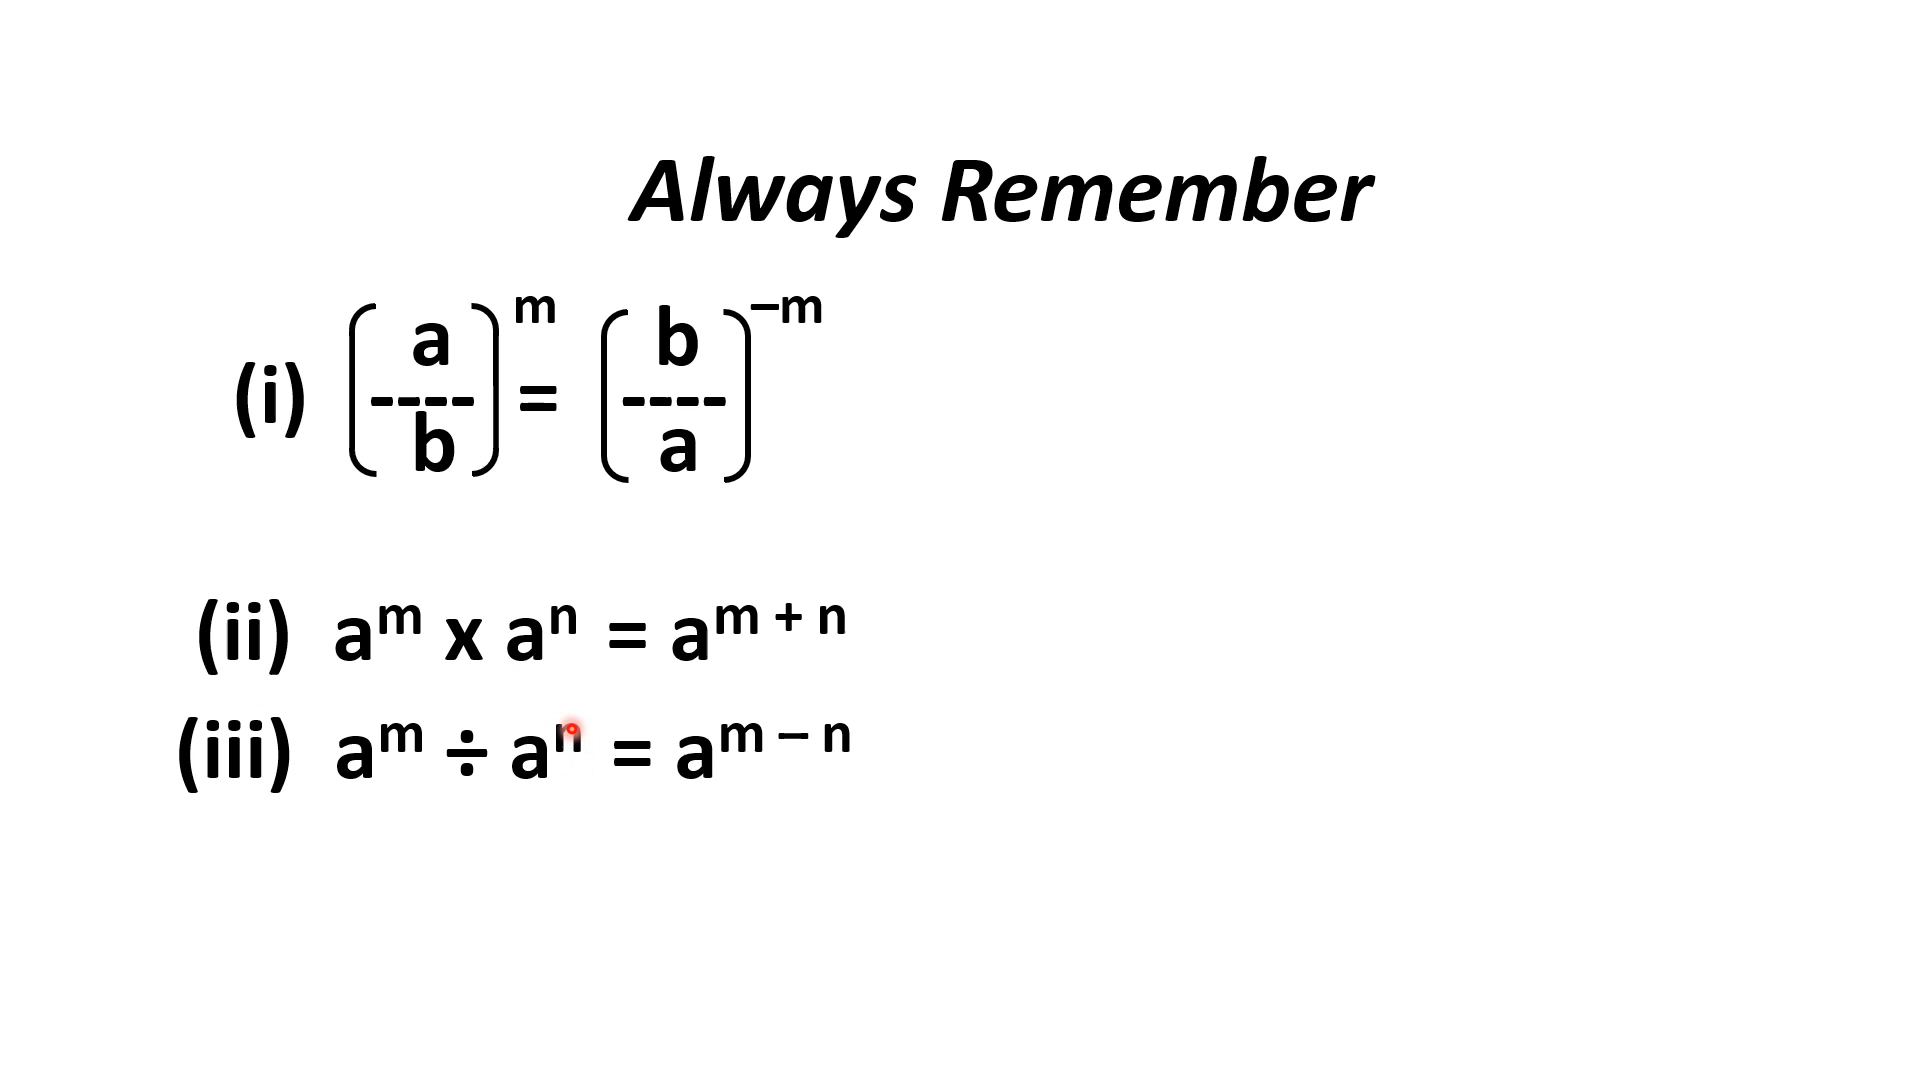 Always Remember
(i) (a/b)^m = (b/a)^–m
(ii) a^m x a^n = a^m + n
(iii) a^m ÷ a^n = a^m – n